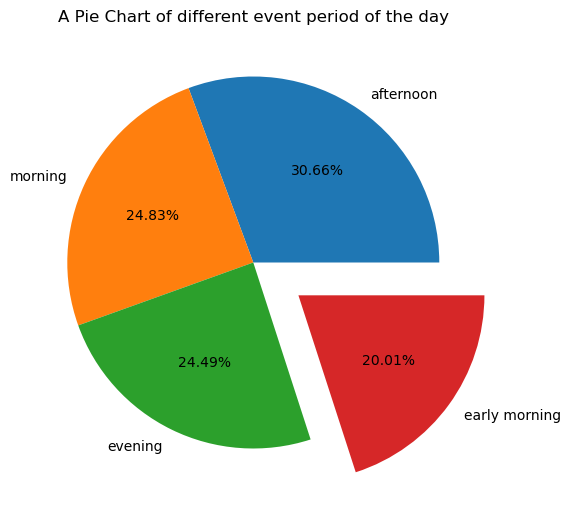 A Pie Chart of different event period of the day
afternoon
30.66%
morning
24.83%
24.49%
20.01%
early morning
evening